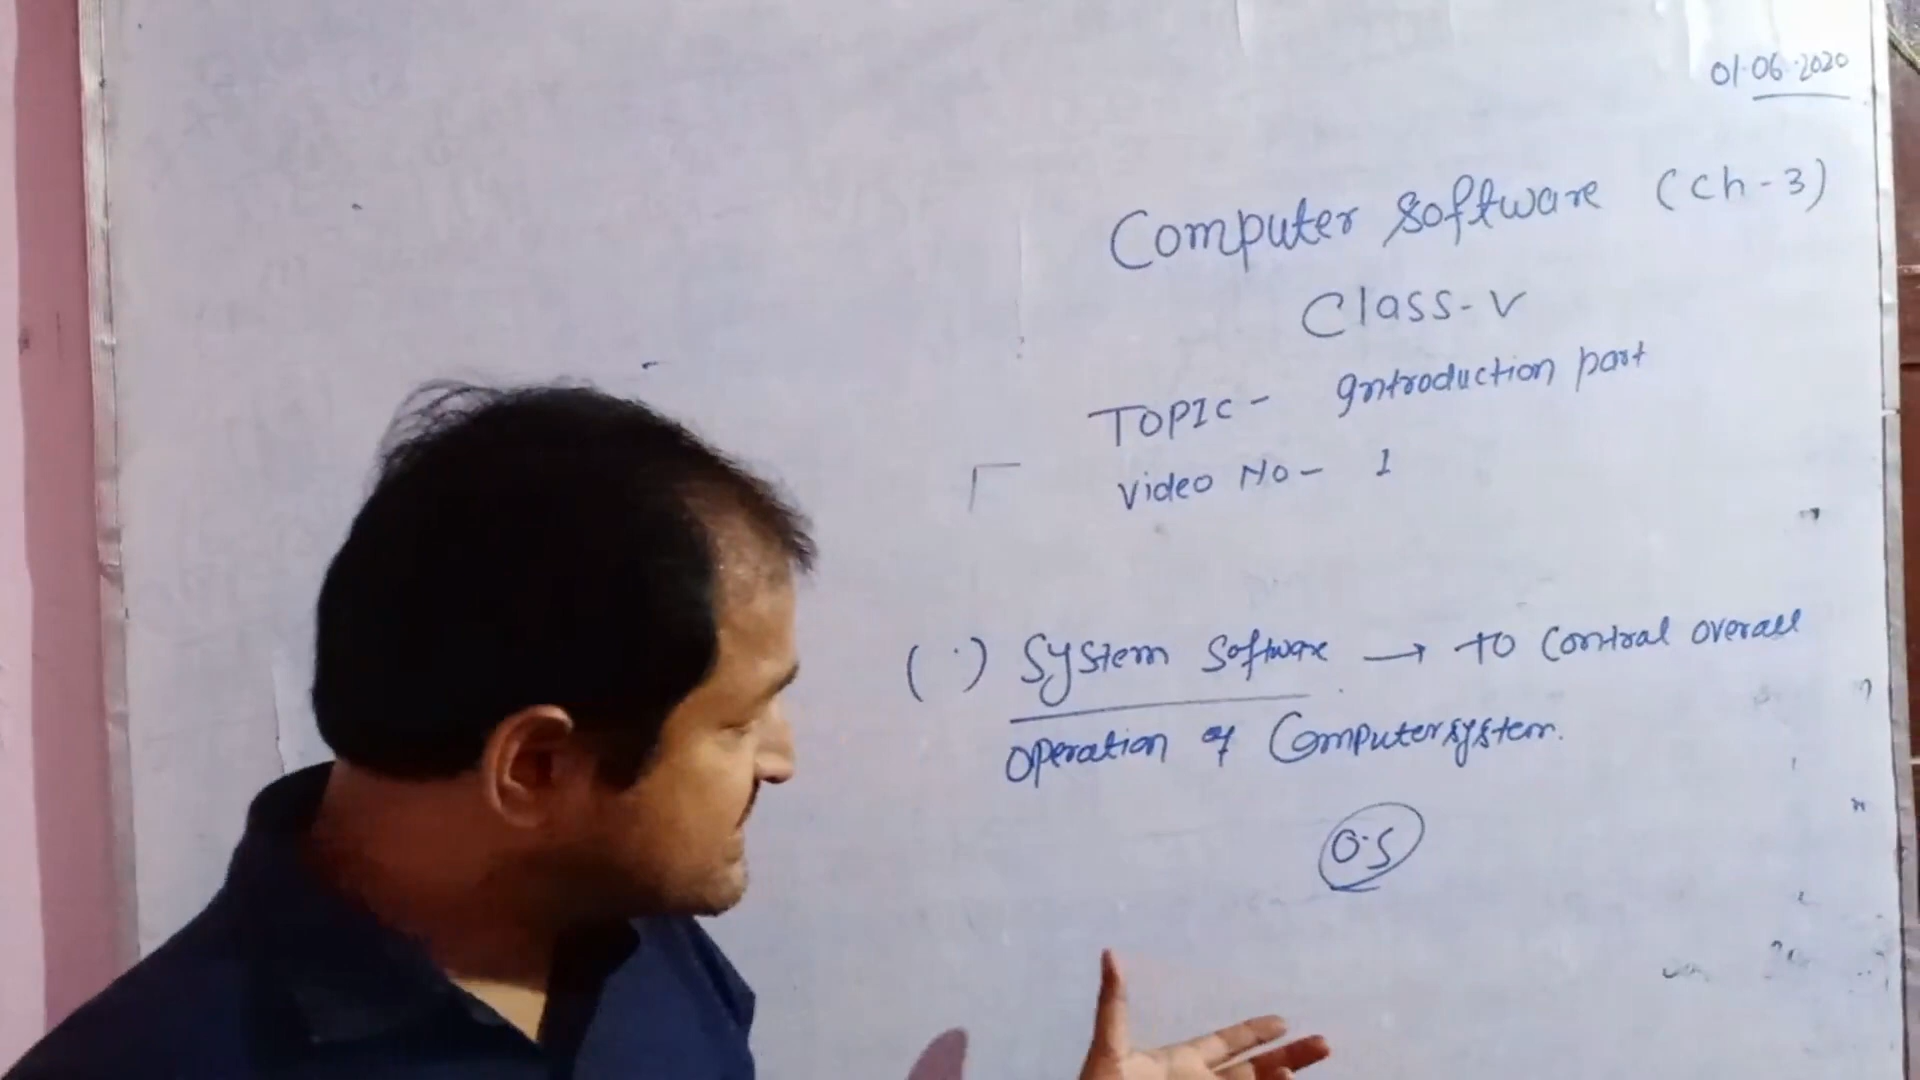 01.06.2020
Computer Software (Ch-3)
Class-V
TOPIC- Introduction part
Video No- 1
(.) System Software → To Control overall
operation of Computer system.
O.S